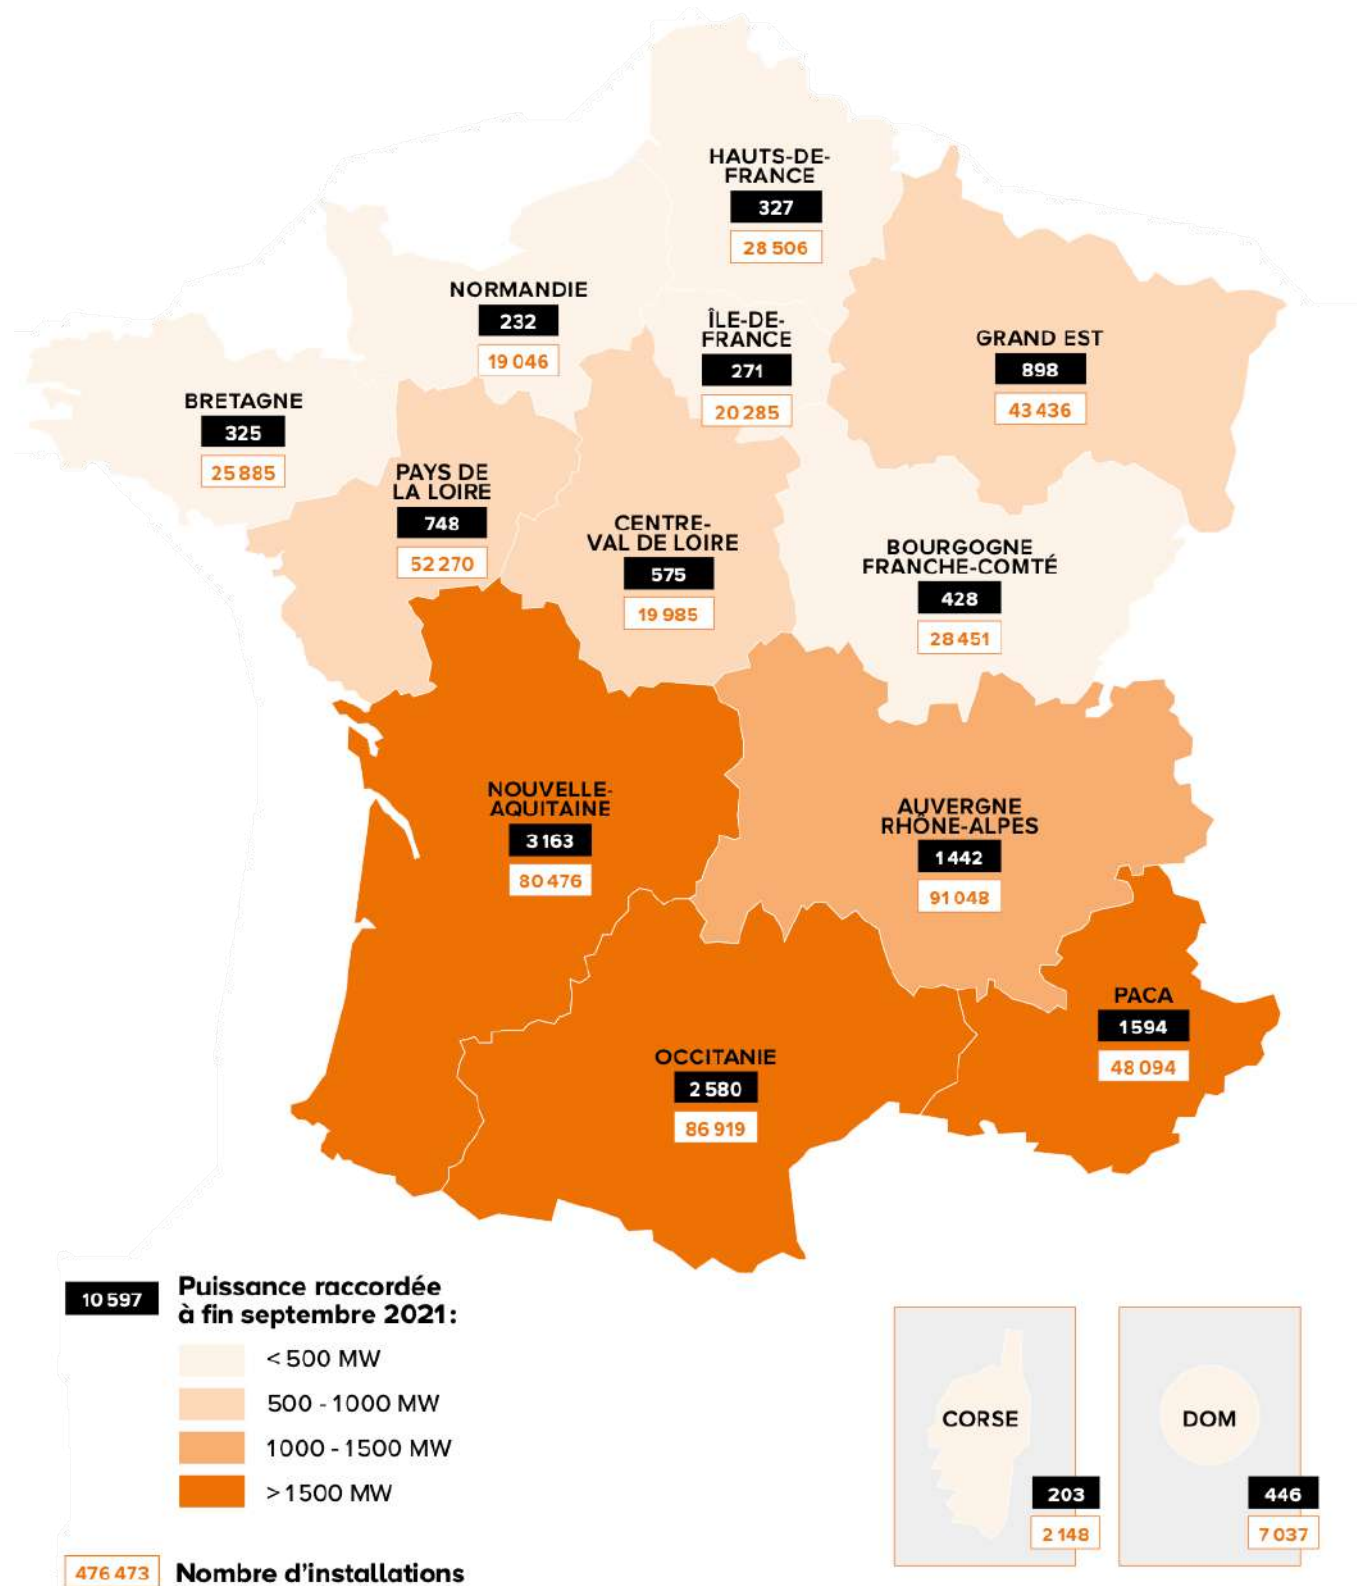 HAUTS-DE-
FRANCE
327
28 506
NORMANDIE
232
19 046
ÎLE-DE-
FRANCE
271
20 285
GRAND EST
898
43 436
BRETAGNE
325
25 885
PAYS DE
LA LOIRE
748
52 270
CENTRE-
VAL DE LOIRE
575
19 985
BOURGOGNE
FRANCHE-COMTÉ
428
28 451
NOUVELLE-
AQUITAINE
3 163
80 476
AUVERGNE
RHÔNE-ALPES
1 442
91 048
PACA
1 594
48 094
OCCITANIE
2 580
86 919
10 597
Puissance raccordée
à fin septembre 2021 :
< 500 MW
500 - 1000 MW
1000 - 1500 MW
> 1500 MW
476 473
Nombre d'installations
CORSE
203
2 148
DOM
446
7 037